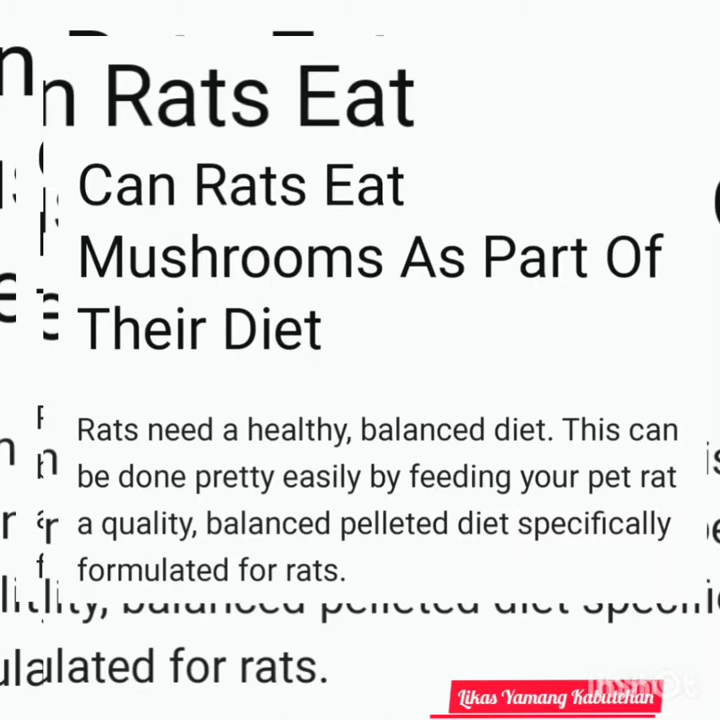 n Rats Eat
Can Rats Eat
Mushrooms As Part Of
Their Diet
Rats need a healthy, balanced diet. This can
be done pretty easily by feeding your pet rat
a quality, balanced pelleted diet specifically
formulated for rats.
ulated for rats.
Likas Yamang Kabutehan
InShot